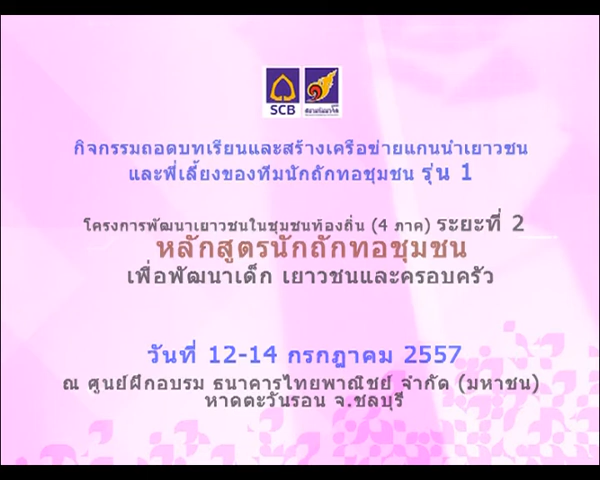 SCB
กิจกรรมถอดบทเรียนและสร้างเครือข่ายแกนนำเยาวชน
และพี่เลี้ยงของทีมนักถักทอชุมชน รุ่น 1
โครงการพัฒนาเยาวชนในชุมชนท้องถิ่น (4 ภาค) ระยะที่ 2
หลักสูตรนักถักทอชุมชน
เพื่อพัฒนาเด็ก เยาวชนและครอบครัว
วันที่ 12-14 กรกฎาคม 2557
ณ ศูนย์ฝึกอบรม ธนาคารไทยพาณิชย์ จำกัด (มหาชน)
หาดตะวันรอน จ.ชลบุรี